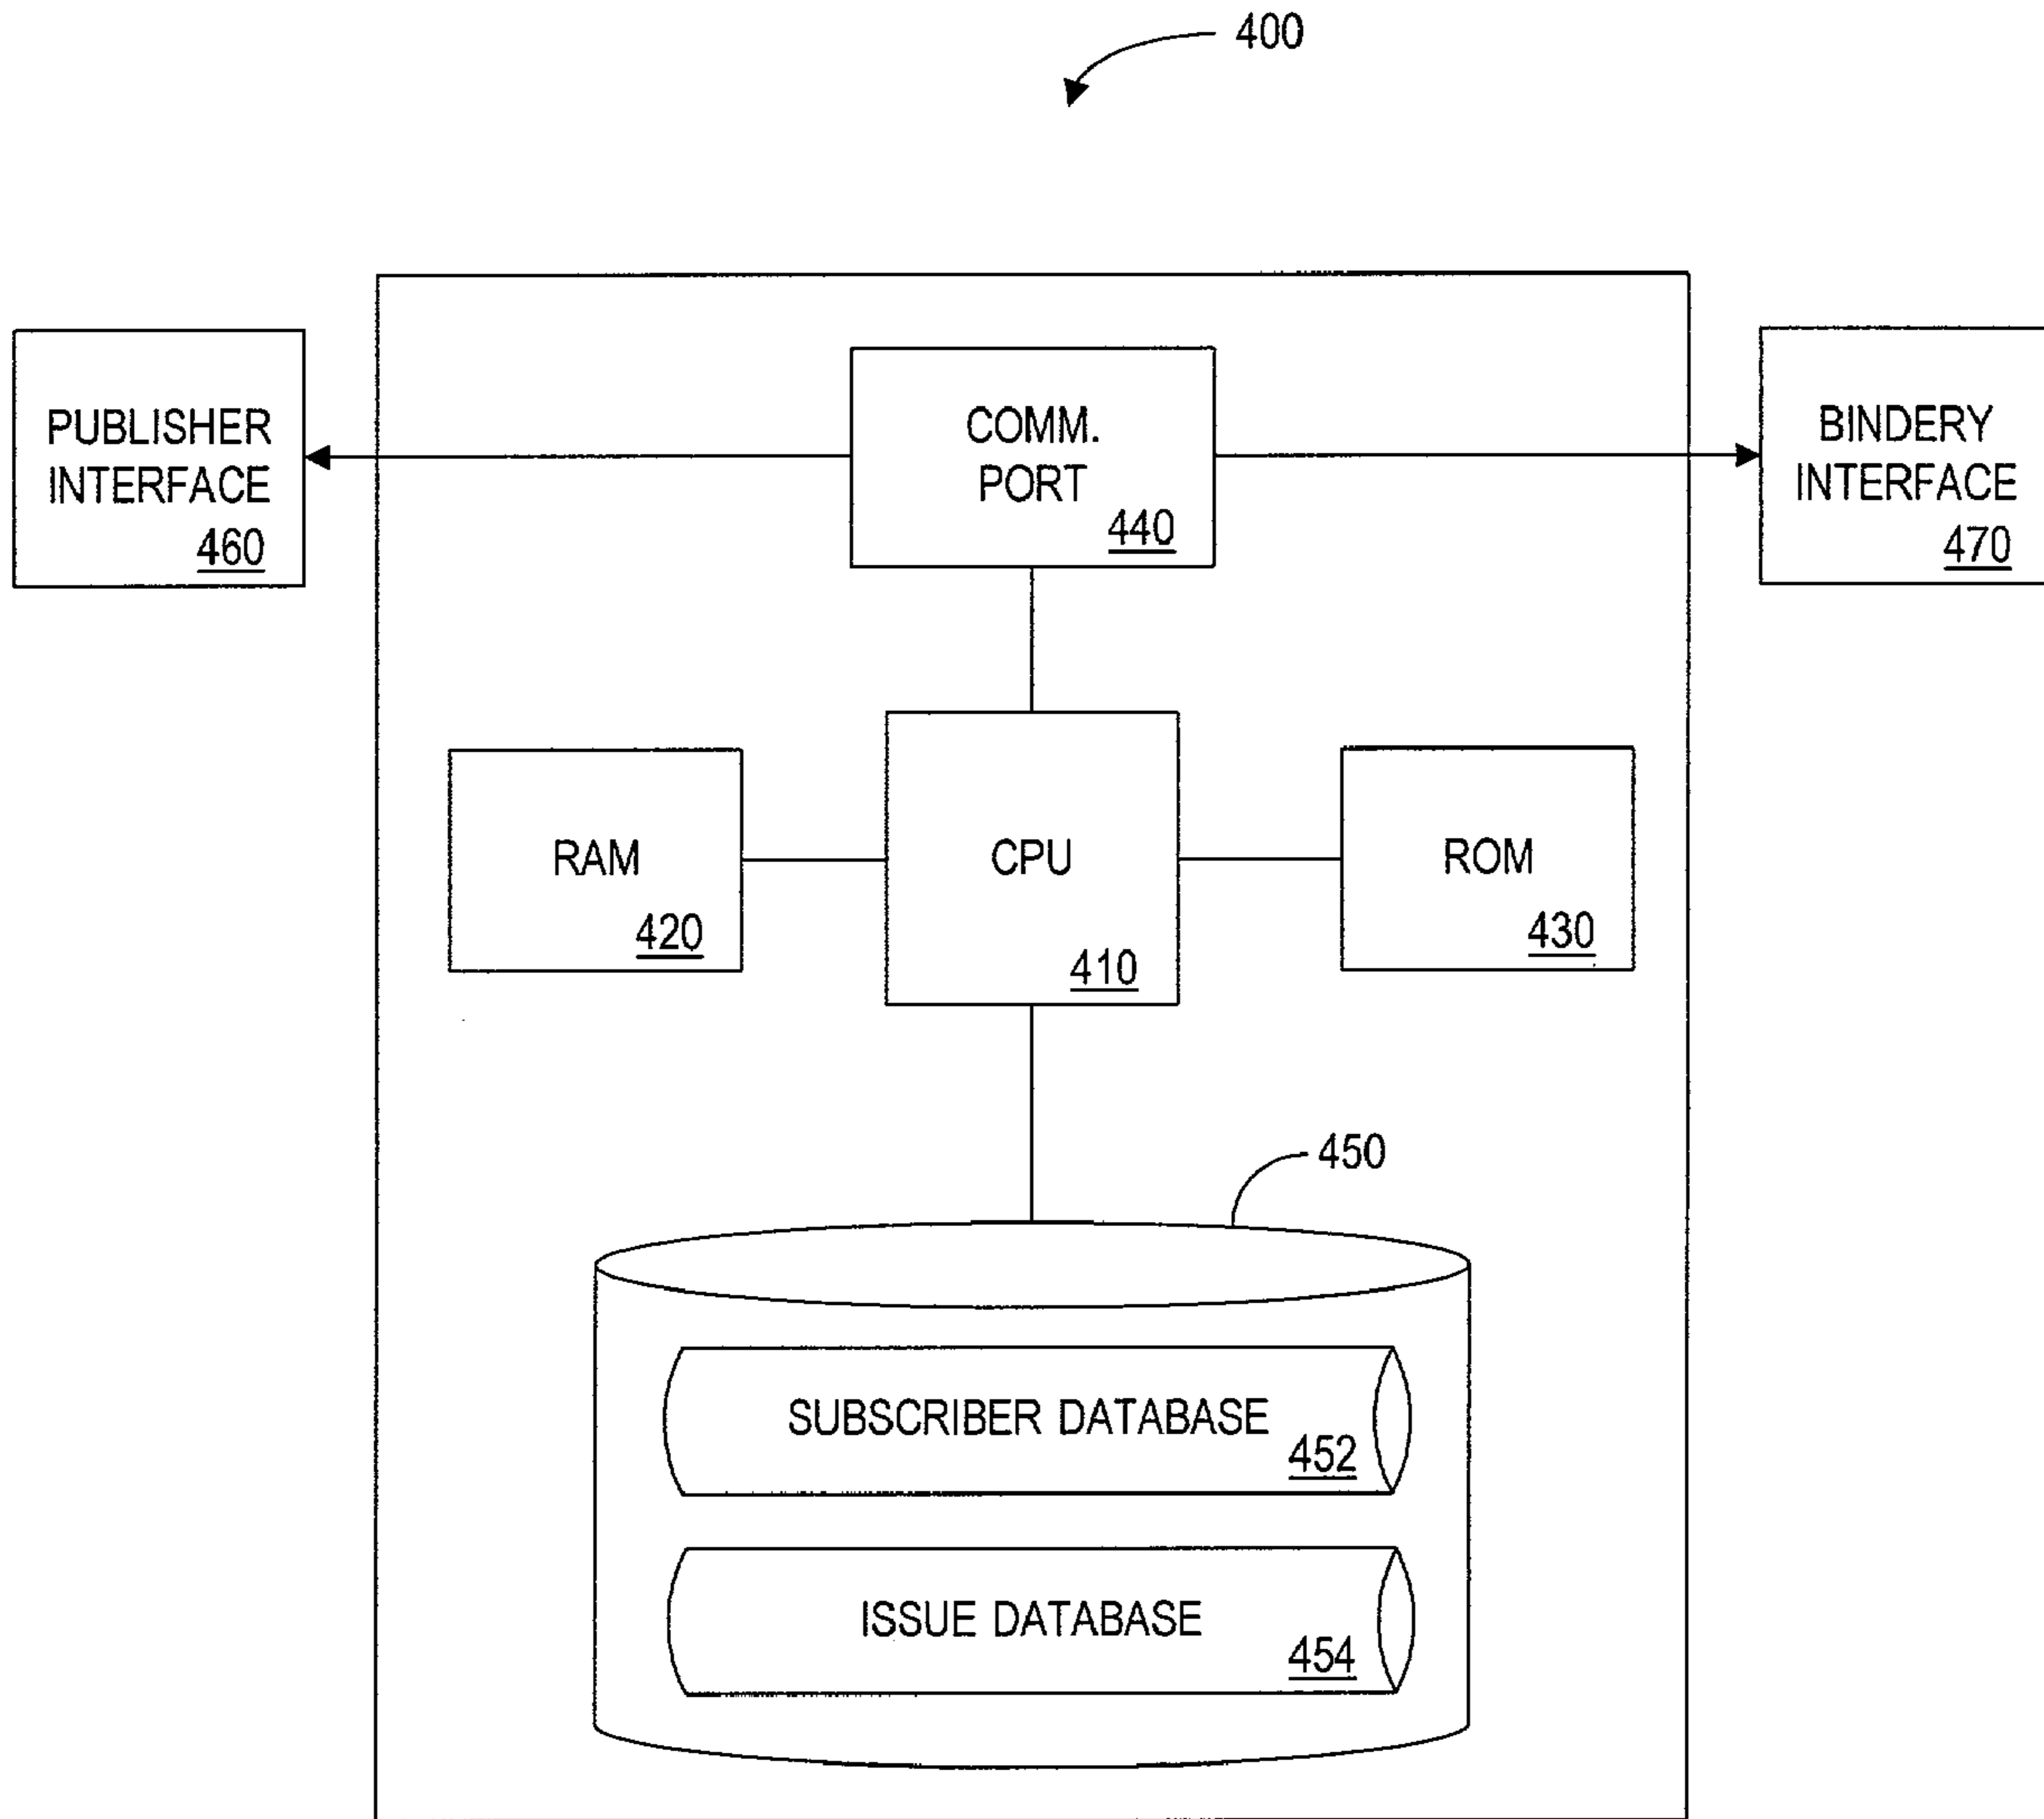 400
PUBLISHER
INTERFACE
460
COMM.
PORT
440
BINDERY
INTERFACE
470
RAM
420
CPU
410
ROM
430
450
SUBSCRIBER DATABASE
452
ISSUE DATABASE
454